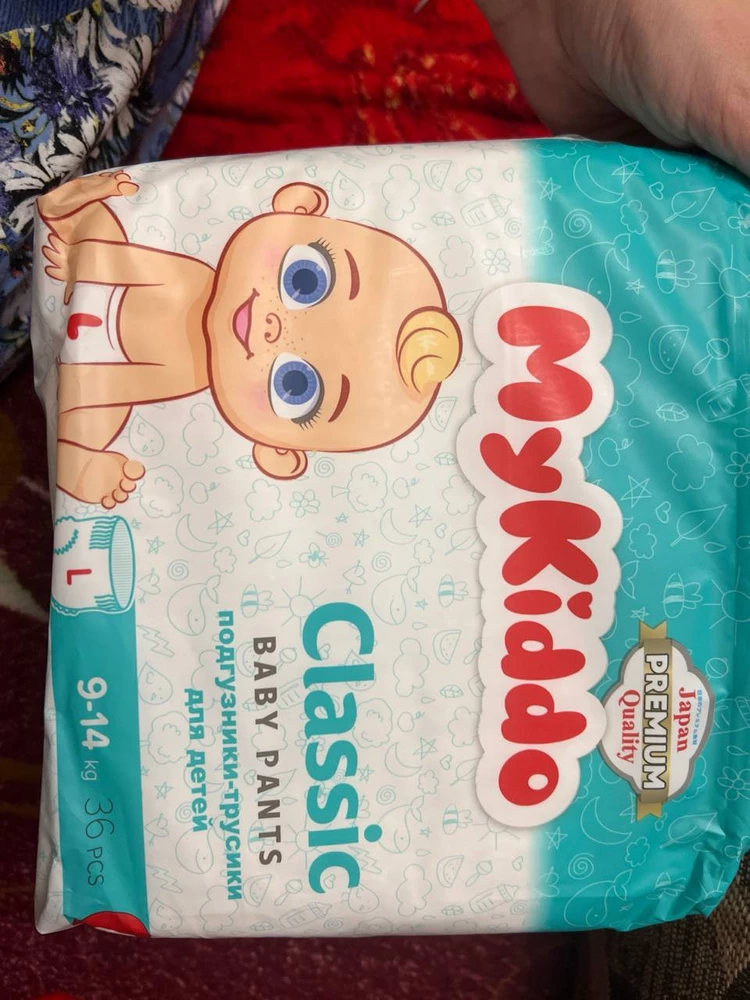 Japan
PREMIUM
Quality
MyKiddo
Classic
BABY PANTS
подгузники-трусики
для детей
L
L
9-14 kg 36 PCS